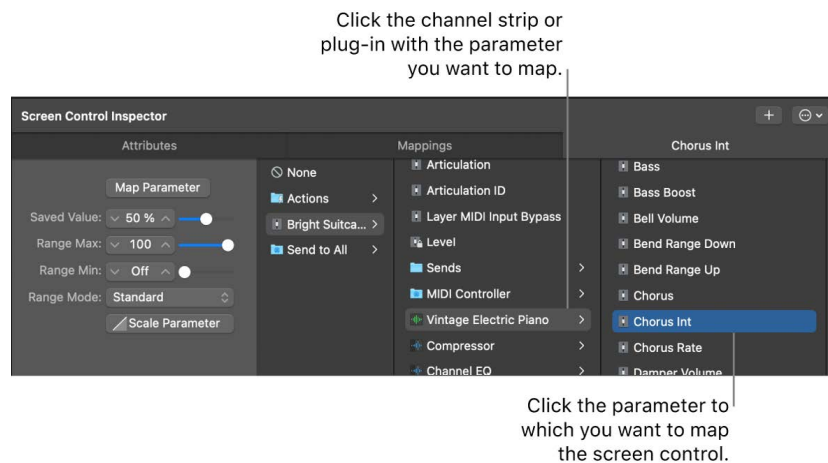 Click the channel strip or
plug-in with the parameter
you want to map.
Screen Control Inspector
Attributes
Mappings
Chorus Int
Map Parameter
Saved Value: 50 %
Range Max: 100
Range Min: Off
Range Mode: Standard
Scale Parameter
None
Actions
Bright Suitca...
Send to All
Articulation
Articulation ID
Layer MIDI Input Bypass
Level
Sends
MIDI Controller
Vintage Electric Piano
Compressor
Channel EQ
Bass
Bass Boost
Bell Volume
Bend Range Down
Bend Range Up
Chorus
Chorus Int
Chorus Rate
Damper Volume
Click the parameter to
which you want to map
the screen control.